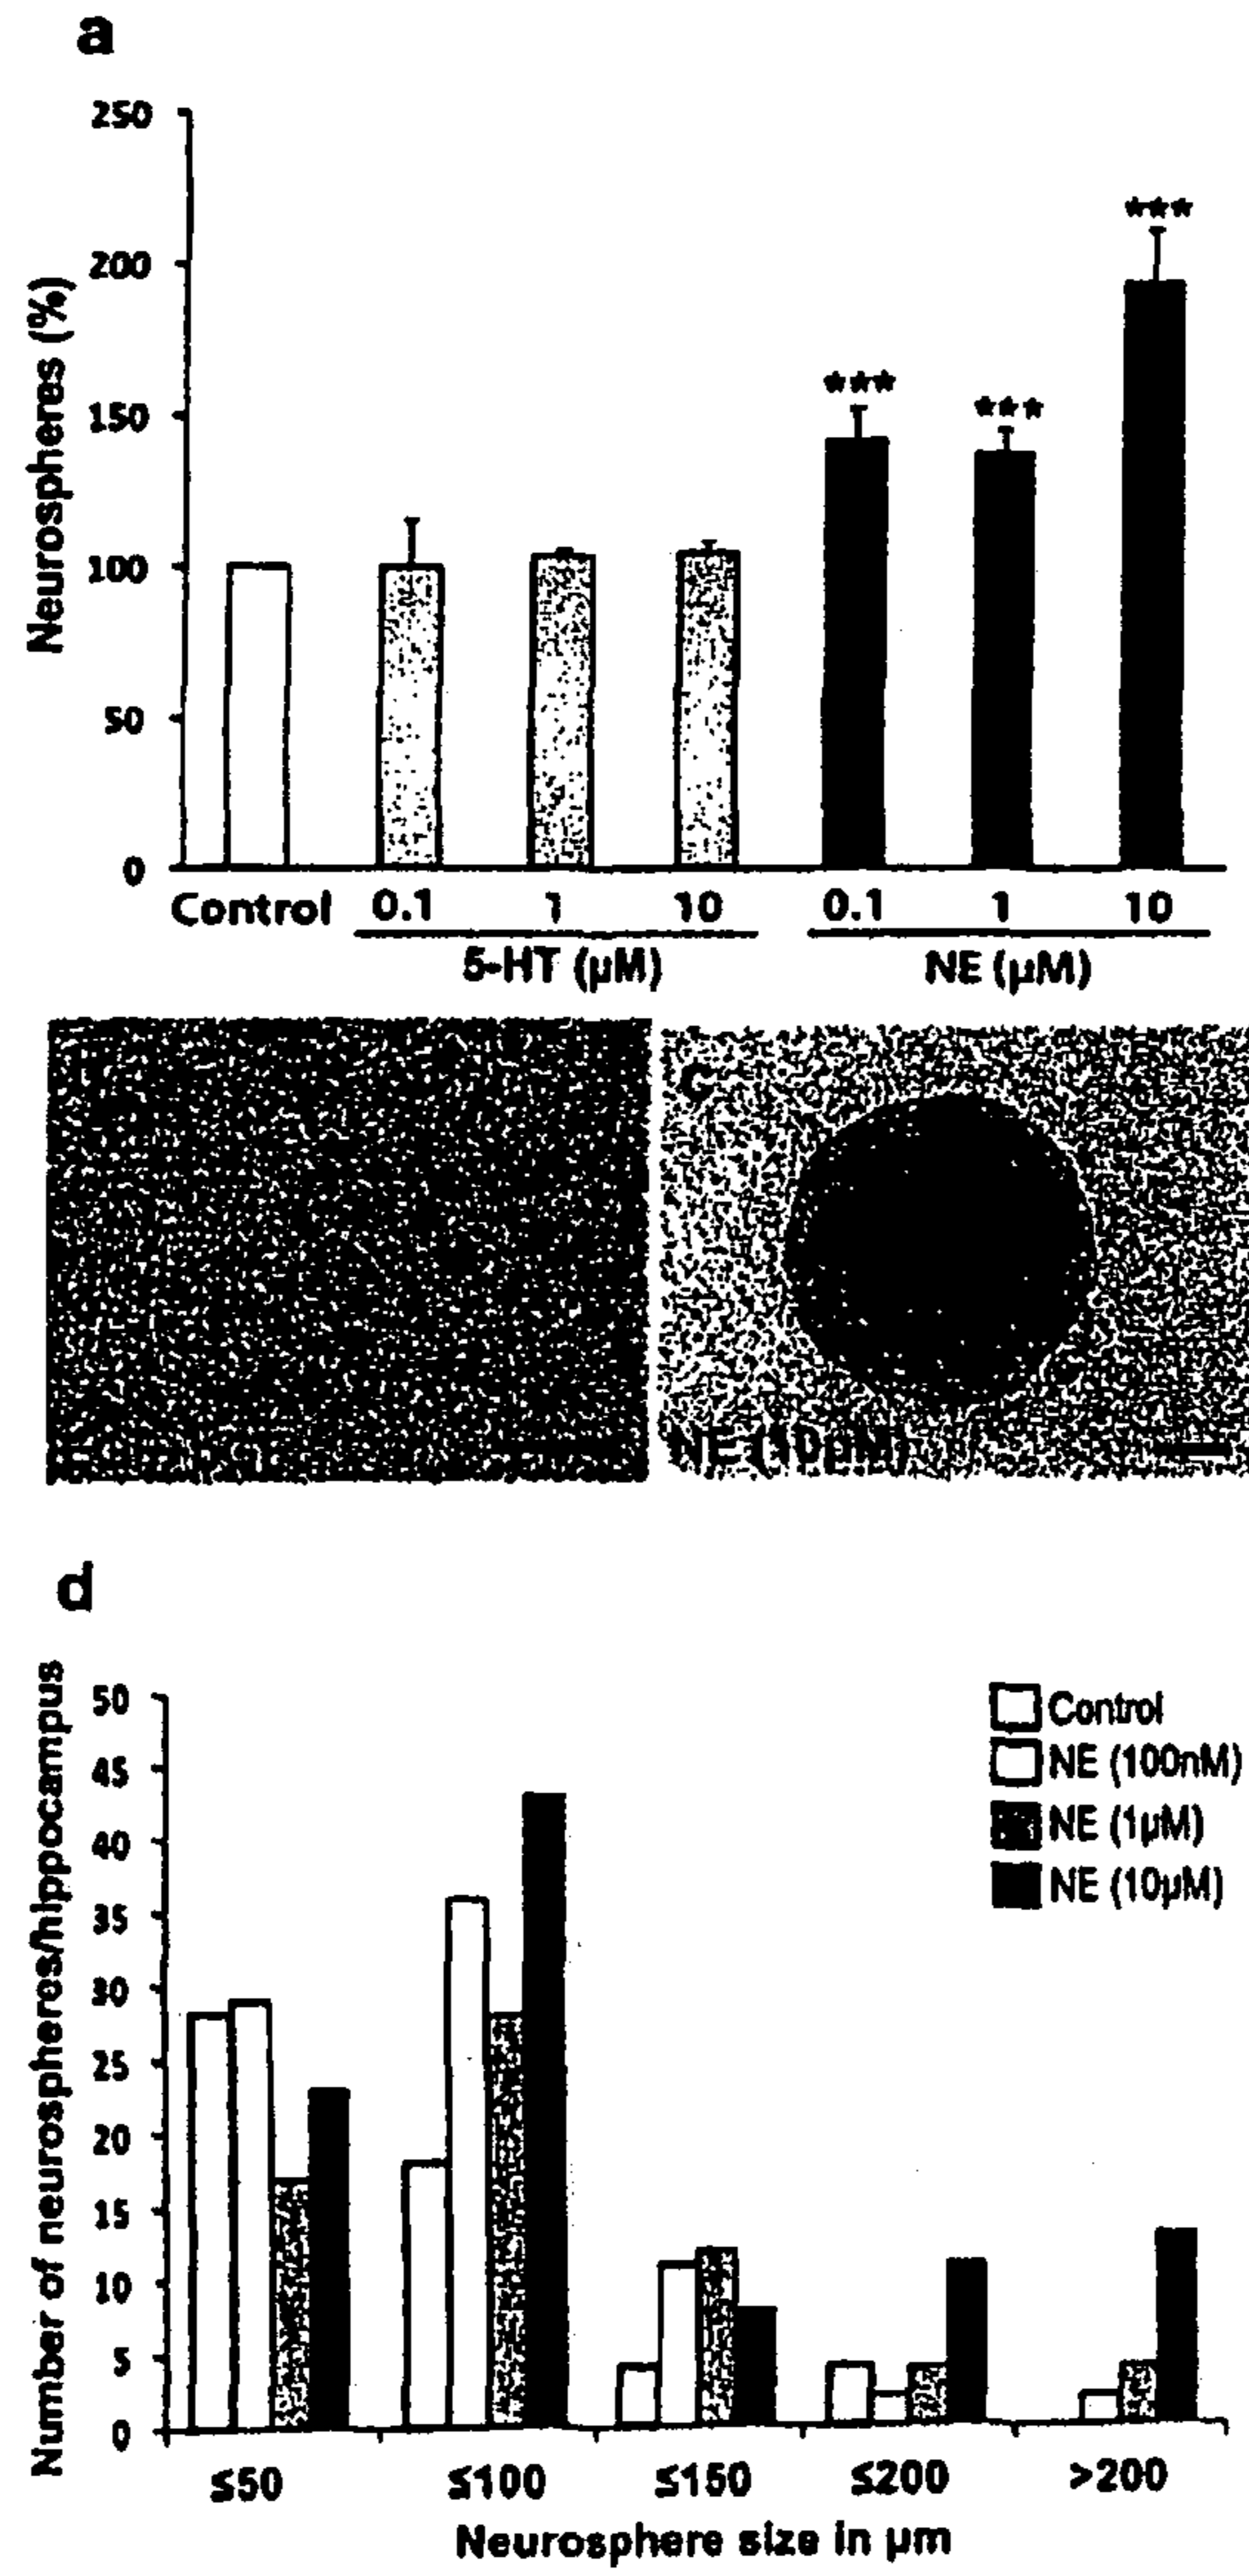 a
250
200
150
100
50
0
Neurospheres (%)
***
***
***
Control 0.1 1 10 0.1 1 10
5-HT (µM) NE (µM)
c
NE (10µM)
d
Number of neurospheres/hippocampus
50
45
40
35
30
25
20
15
10
5
0
Control
NE (100nM)
NE (1µM)
NE (10µM)
≤50 ≤100 ≤150 ≤200 >200
Neurosphere size in µm